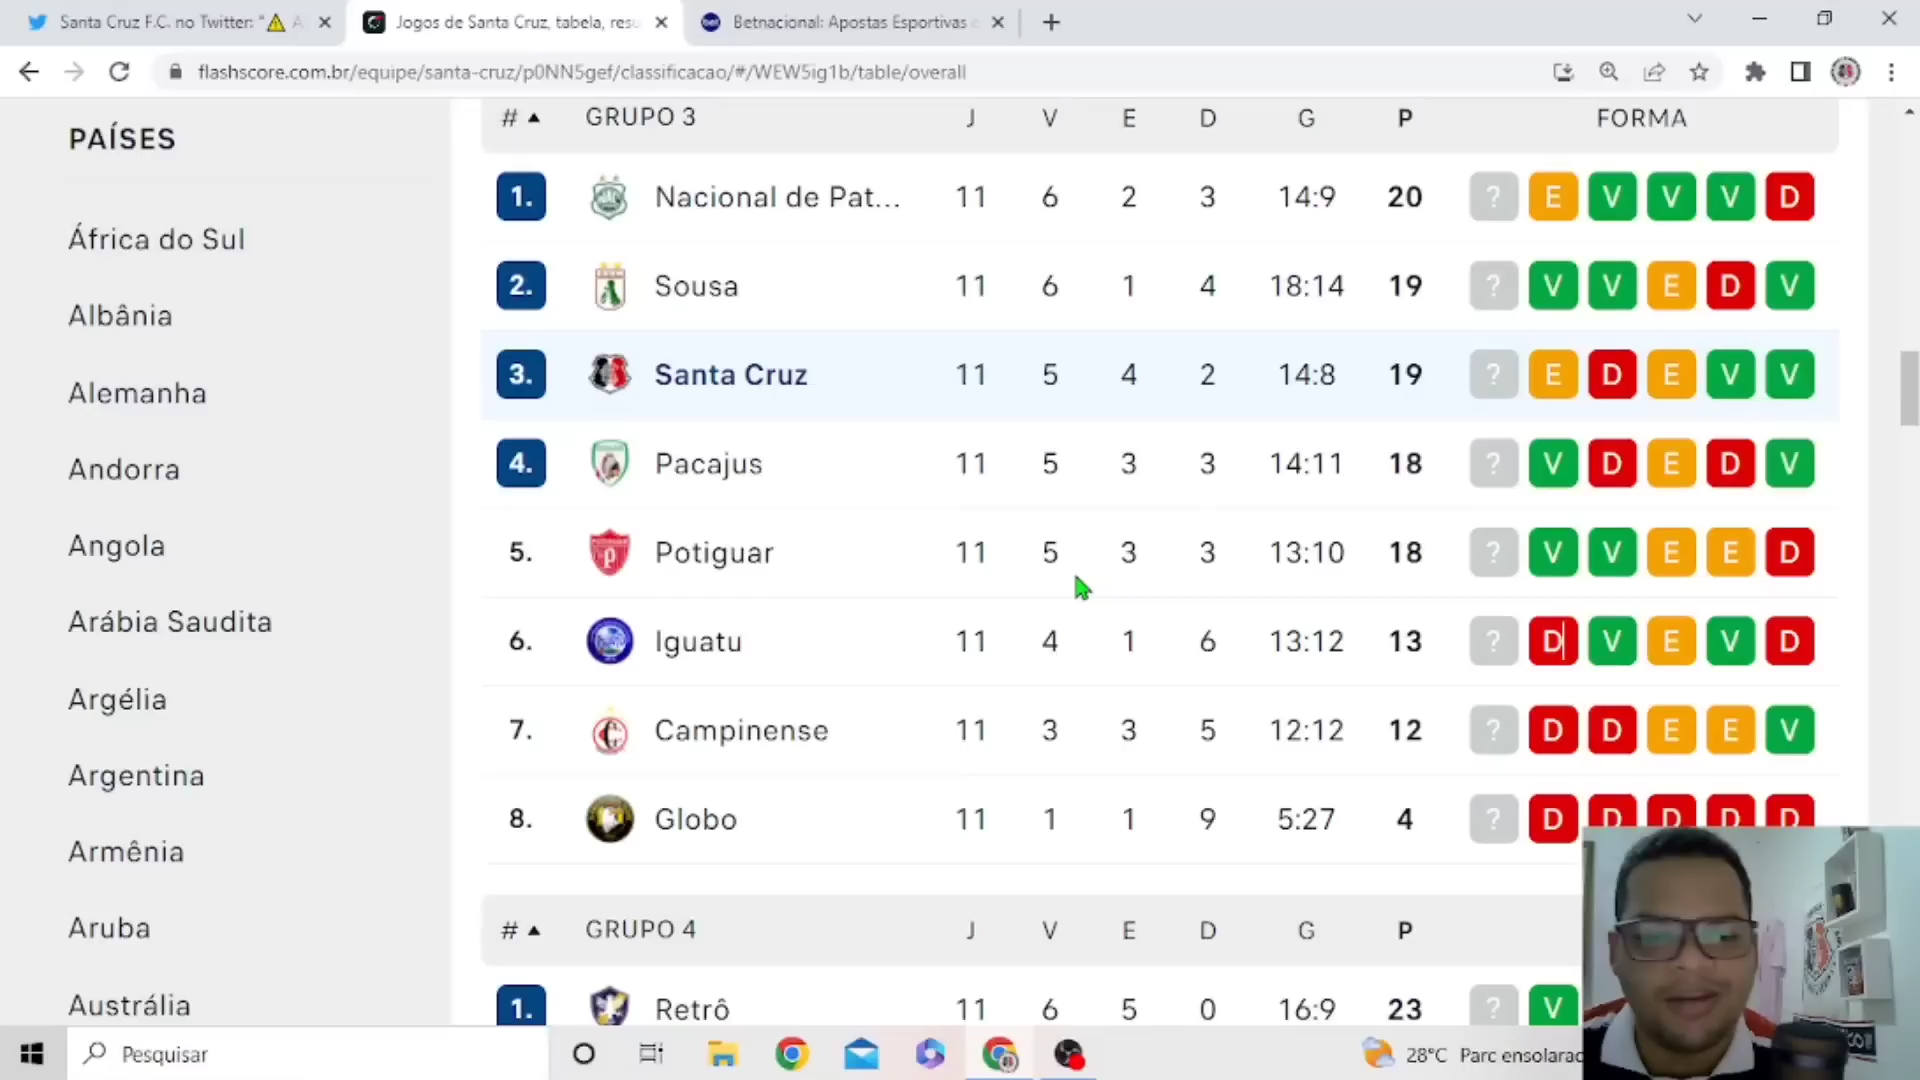 Santa Cruz F.C. no Twitter: "⚠ A
Jogos de Santa Cruz, tabela, resu
Betnacional: Apostas Esportivas
flashscore.com.br/equipe/santa-cruz/p0NN5gef/classificacao/#/WEW5ig1b/table/overall
PAÍSES
África do Sul
Albânia
Alemanha
Andorra
Angola
Arábia Saudita
Argélia
Argentina
Armênia
Aruba
Austrália
# GRUPO 3 J V E D G P FORMA
1. Nacional de Pat... 11 6 2 3 14:9 20 ? E V V V D
2. Sousa 11 6 1 4 18:14 19 ? V V E D V
3. Santa Cruz 11 5 4 2 14:8 19 ? E D E V V
4. Pacajus 11 5 3 3 14:11 18 ? V D E D V
5. Potiguar 11 5 3 3 13:10 18 ? V V E E D
6. Iguatu 11 4 1 6 13:12 13 ? D V E V D
7. Campinense 11 3 3 5 12:12 12 ? D D E E V
8. Globo 11 1 1 9 5:27 4 ? D D D D D
# GRUPO 4 J V E D G P
1. Retrô 11 6 5 0 16:9 23 ? V
Pesquisar
28°C Parc ensolarad